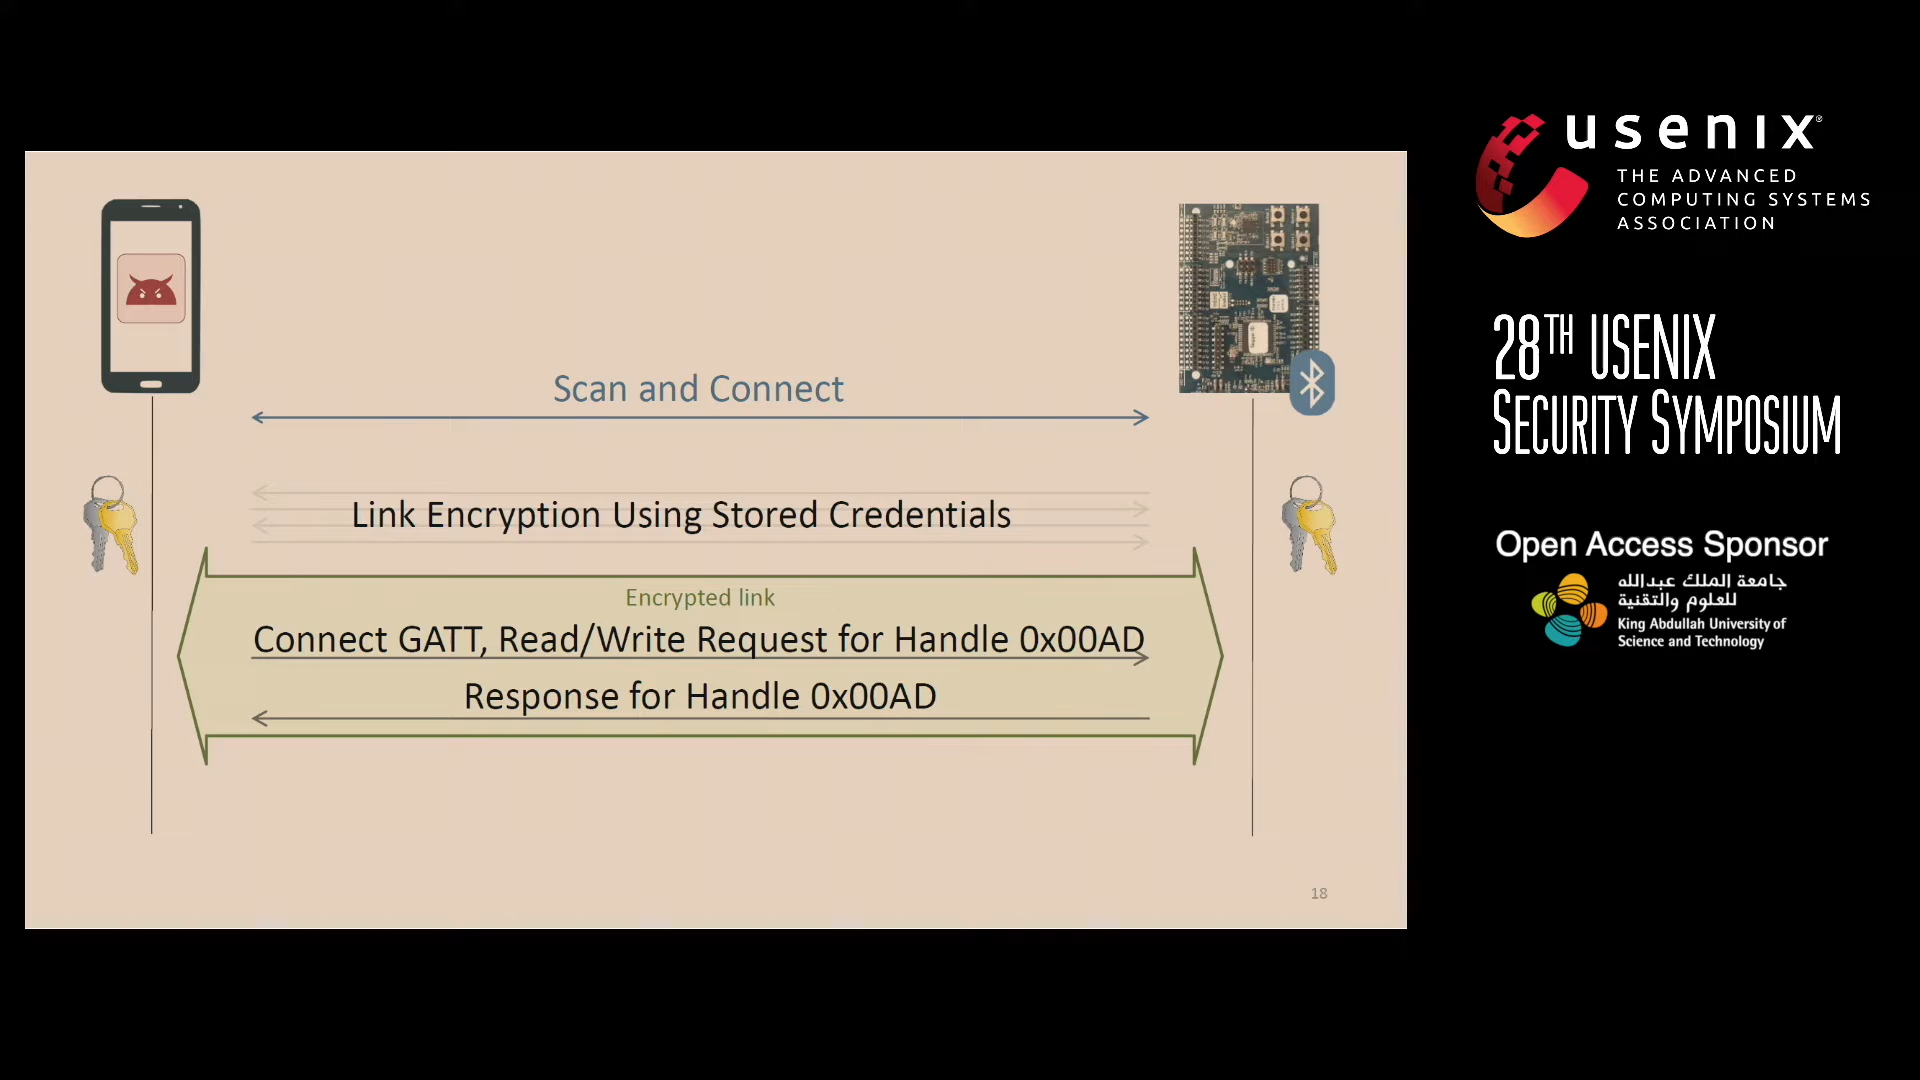 Scan and Connect
Link Encryption Using Stored Credentials
Encrypted link
Connect GATT, Read/Write Request for Handle 0x00AD
Response for Handle 0x00AD
18
usenix®
THE ADVANCED
COMPUTING SYSTEMS
ASSOCIATION
28TH USENIX
SECURITY SYMPOSIUM
Open Access Sponsor
جامعة الملك عبدالله
للعلوم والتقنية
King Abdullah University of
Science and Technology